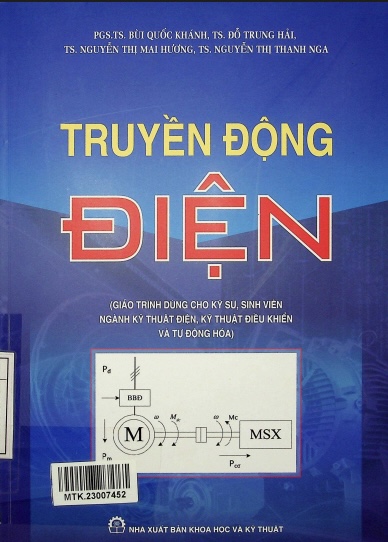 PGS.TS. BÙI QUỐC KHÁNH, TS. ĐỖ TRUNG HẢI,
TS. NGUYỄN THỊ MAI HƯƠNG, TS. NGUYỄN THỊ THANH NGA
TRUYỀN ĐỘNG
ĐIỆN
(GIÁO TRÌNH DÙNG CHO KỸ SƯ, SINH VIÊN
NGÀNH KỸ THUẬT ĐIỆN, KỸ THUẬT ĐIỀU KHIỂN
VÀ TỰ ĐỘNG HÓA)
Pđ
BBĐ
ω
ω
Mc
M
MSX
Pm
MTK.23007452
NHÀ XUẤT BẢN KHOA HỌC VÀ KỸ THUẬT